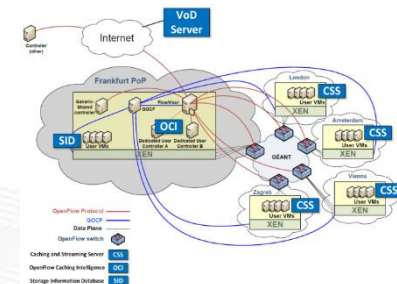 VoD
Server
Controller
(other)
Internet
Frankfurt PoP
Generic-
Shared
controller
GOCF
FlowVisor
SID
User VMs
OCI
Dedicated User
Controller A
Dedicated User
Controller B
XEN
London
CSS
User VMs
XEN
Amsterdam
CSS
User VMs
XEN
GÉANT
Vienna
CSS
User VMs
XEN
Zagreb
CSS
User VMs
XEN
OpenFlow Protocol
GOCF
Data Plane
OpenFlow switch
Caching and Streaming Server CSS
OpenFlow Caching Intelligence OCI
Storage Information Database SID